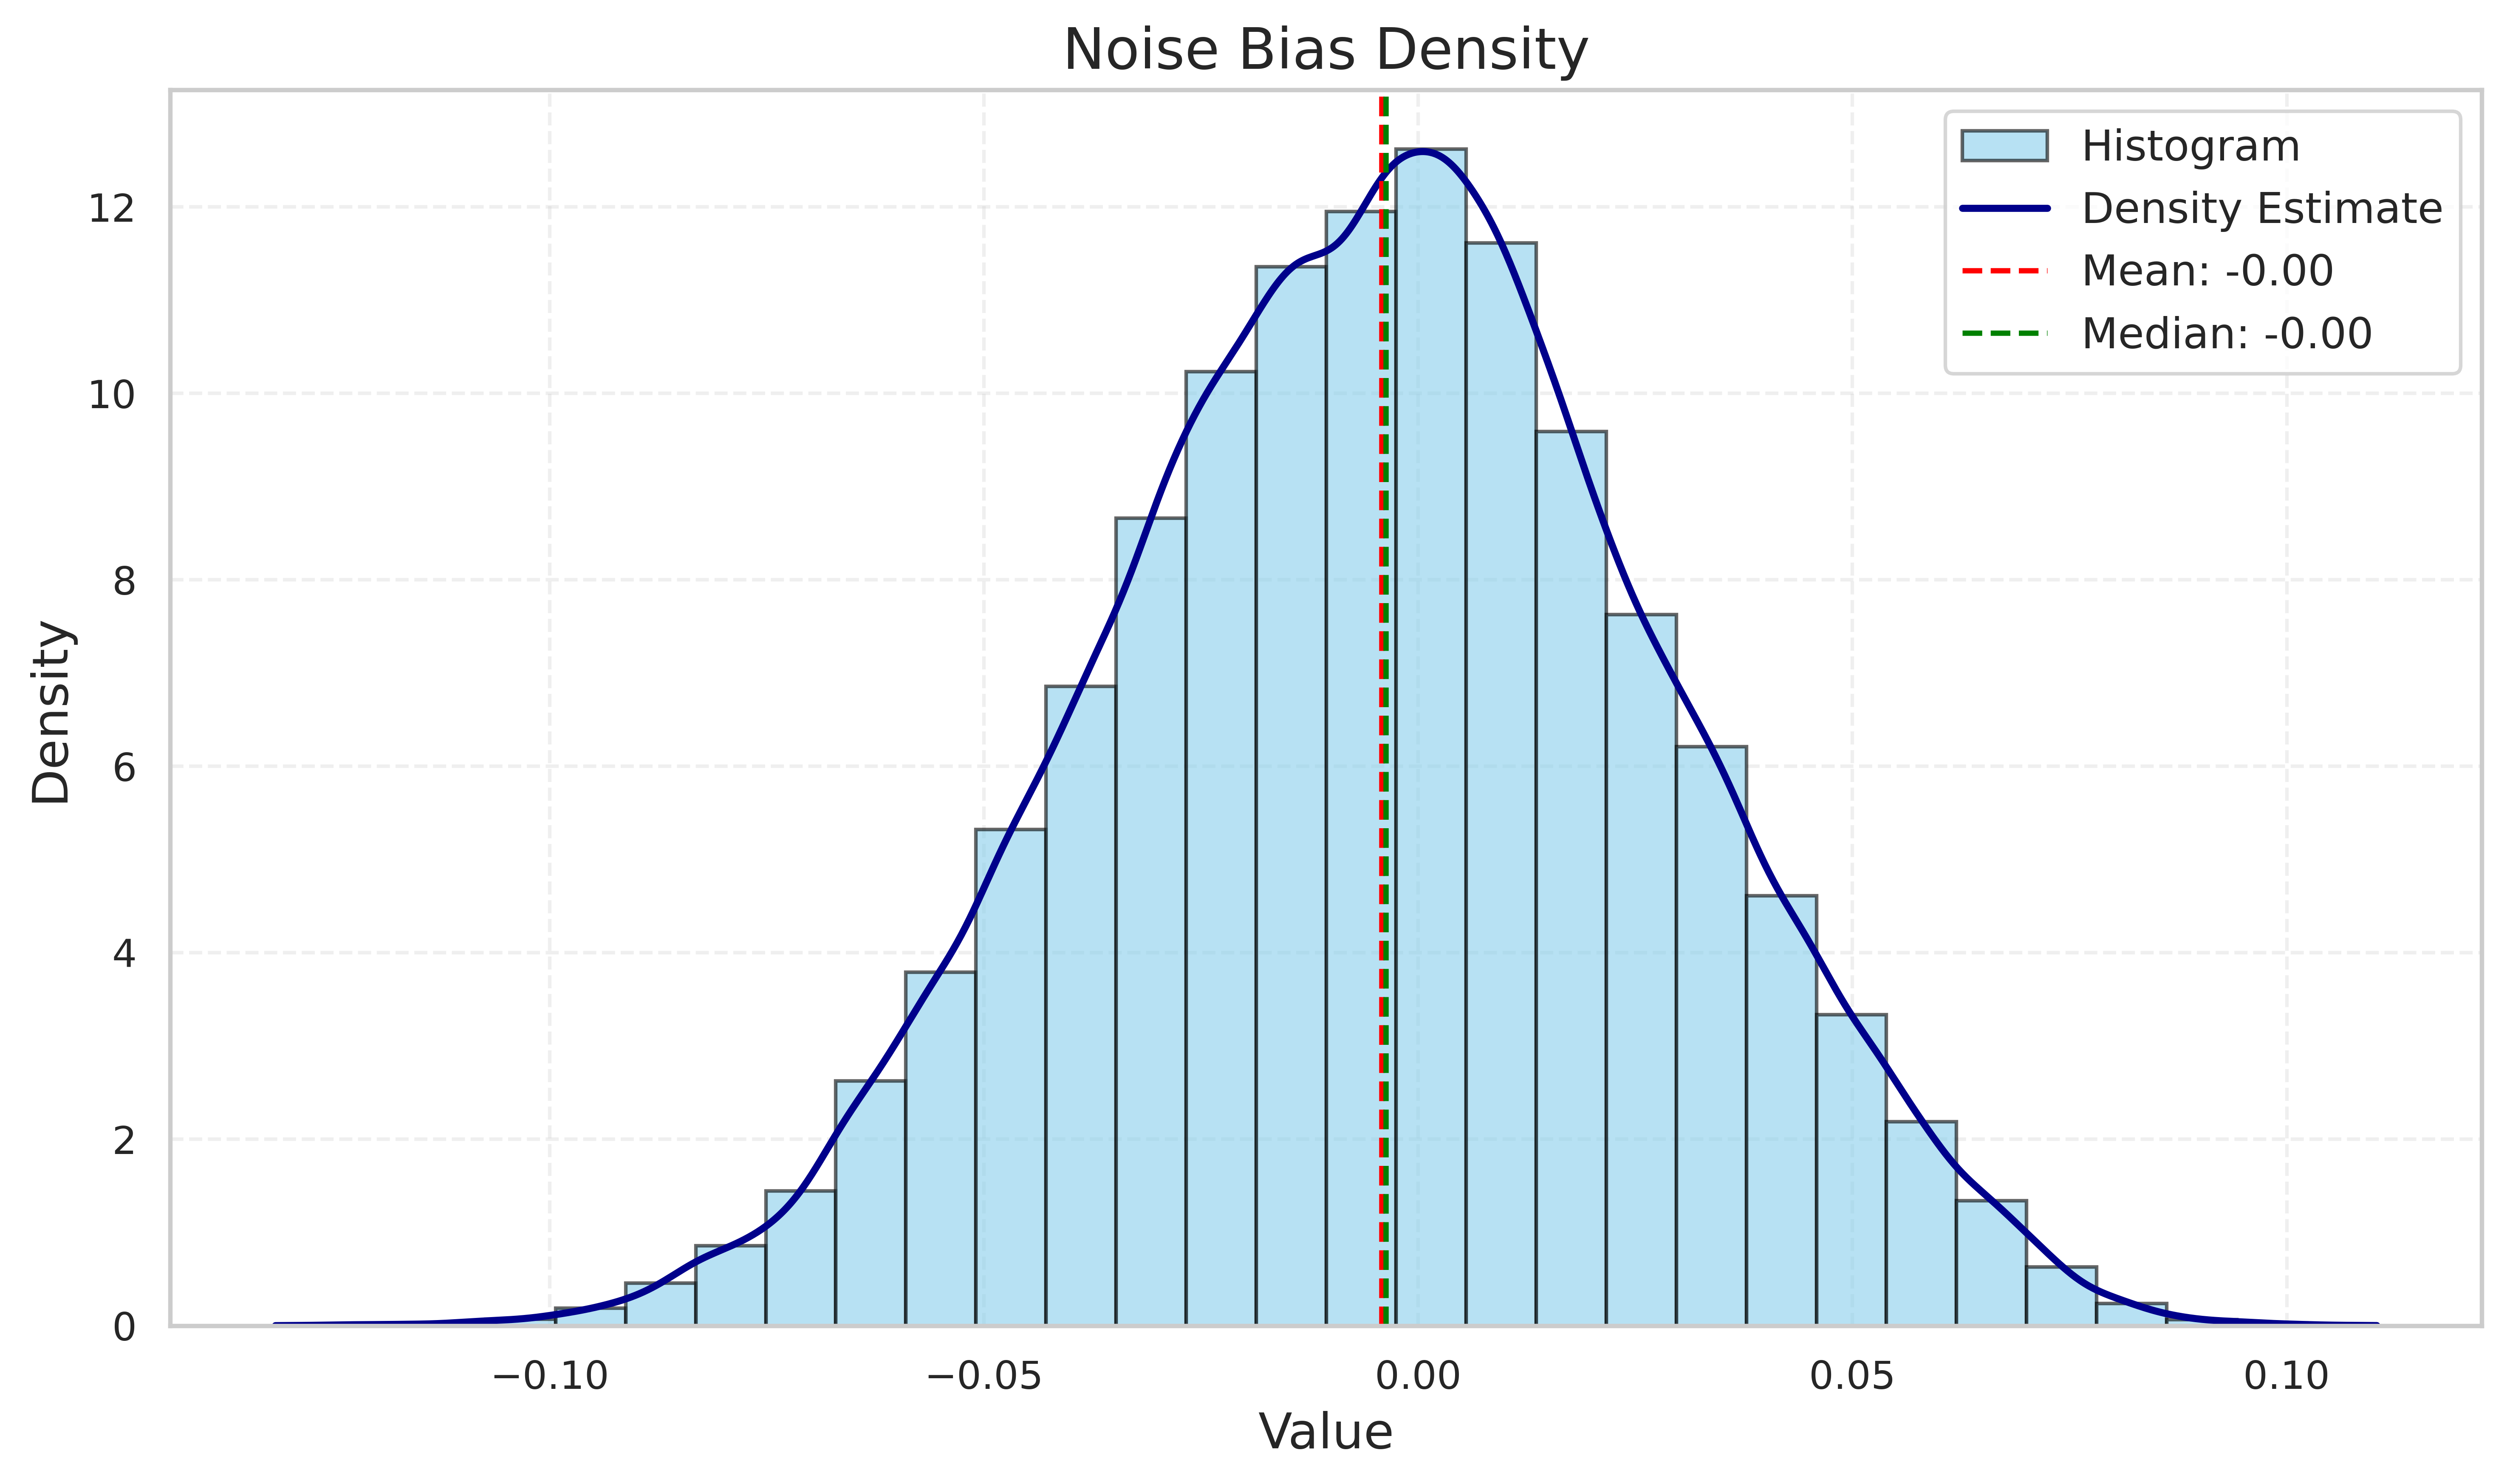 Noise Bias Density
Histogram
Density Estimate
Mean: -0.00
Median: -0.00
12
10
8
6
4
2
0
Density
−0.10
−0.05
0.00
0.05
0.10
Value